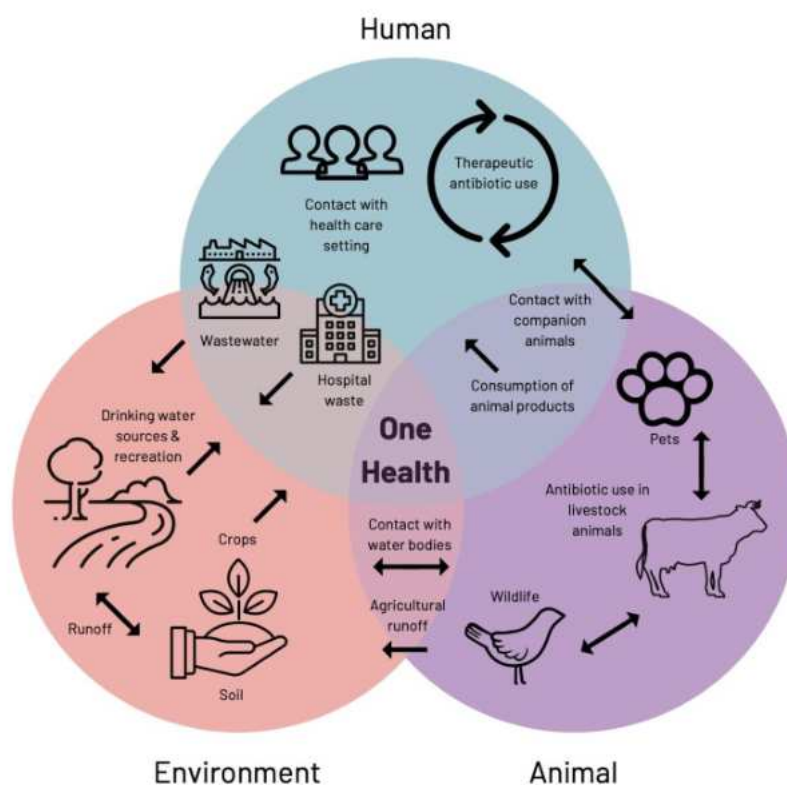 Human
Therapeutic
antibiotic use
Contact with
health care
setting
Contact with
companion
animals
Wastewater
Hospital
waste
Consumption of
animal products
Drinking water
sources &
recreation
One
Health
Pets
Antibiotic use in
livestock
animals
Contact with
water bodies
Crops
Wildlife
Agricultural
runoff
Runoff
Soil
Environment
Animal